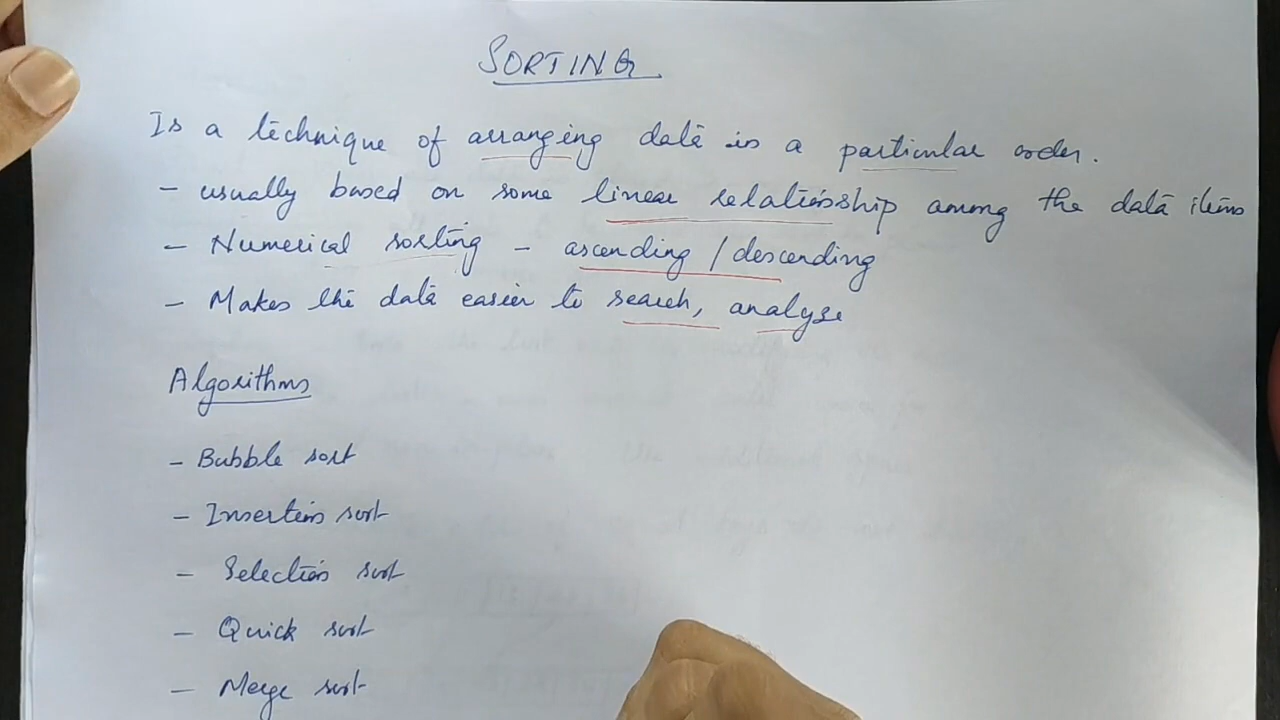 SORTING
Is a technique of arranging data in a particular order.
- usually based on some linear relationship among the data items
- Numerical sorting - ascending / descending
- Makes the data easier to search, analyse
Algorithms
- Bubble sort
- Insertion sort
- Selection sort
- Quick sort
- Merge sort